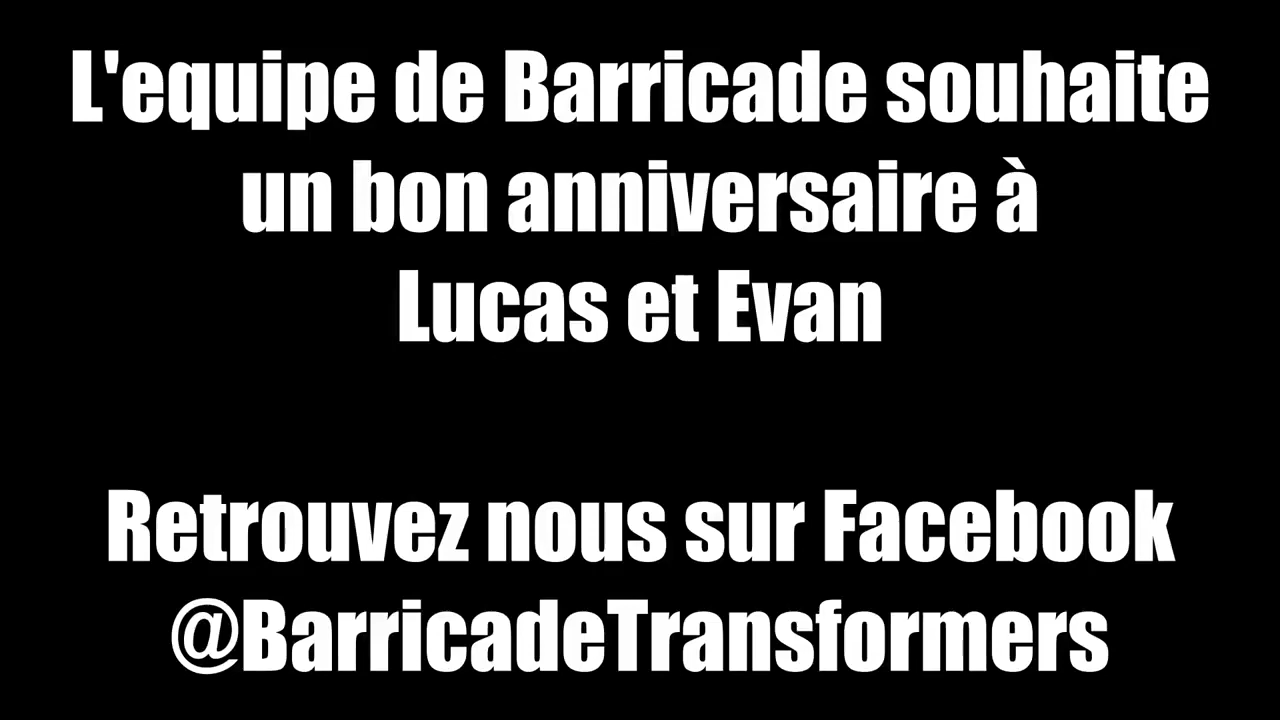 L'equipe de Barricade souhaite
un bon anniversaire à
Lucas et Evan
Retrouvez nous sur Facebook
@BarricadeTransformers